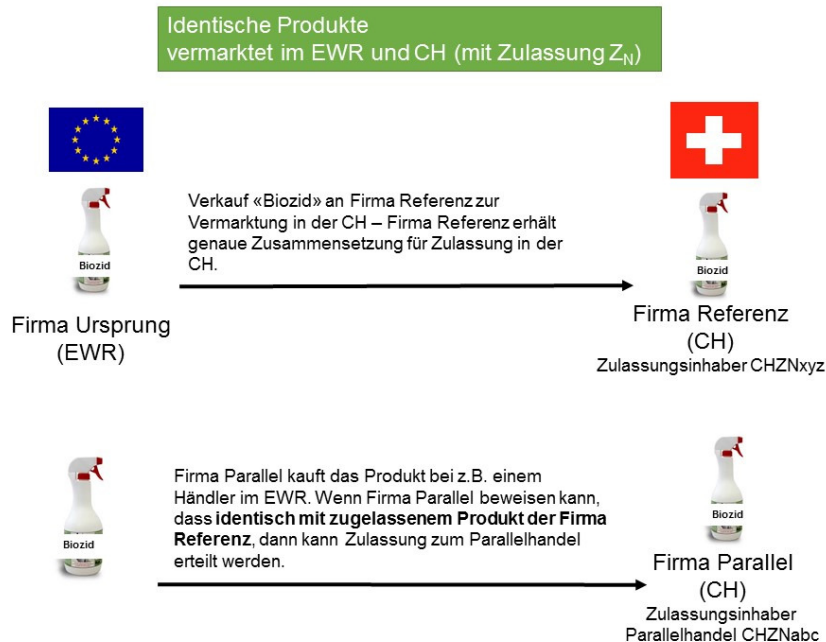 Identische Produkte
vermarktet im EWR und CH (mit Zulassung Z_N)
Verkauf «Biozid» an Firma Referenz zur
Vermarktung in der CH – Firma Referenz erhält
genaue Zusammensetzung für Zulassung in der
CH.
Biozid
Biozid
Firma Ursprung
(EWR)
Firma Referenz
(CH)
Zulassungsinhaber CHZNxyz
Firma Parallel kauft das Produkt bei z.B. einem
Händler im EWR. Wenn Firma Parallel beweisen kann,
dass identisch mit zugelassenem Produkt der Firma
Referenz, dann kann Zulassung zum Parallelhandel
erteilt werden.
Biozid
Biozid
Firma Parallel
(CH)
Zulassungsinhaber
Parallelhandel CHZNabc